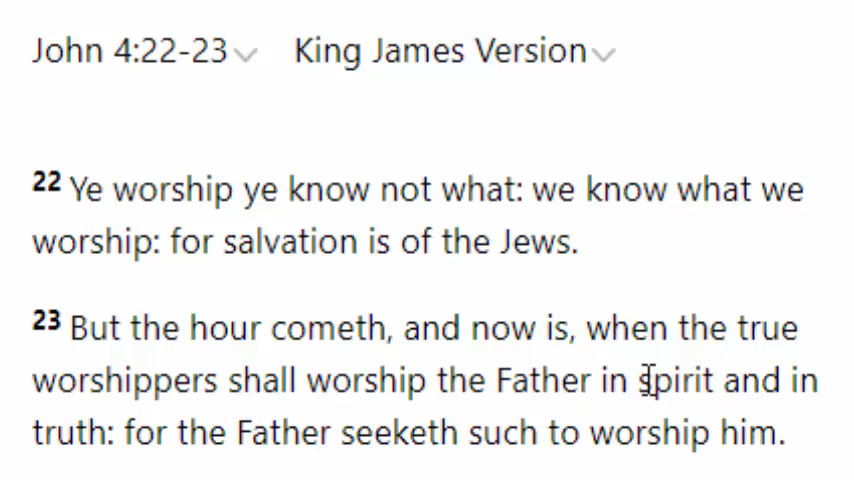 John 4:22-23 King James Version
22 Ye worship ye know not what: we know what we
worship: for salvation is of the Jews.
23 But the hour cometh, and now is, when the true
worshippers shall worship the Father in spirit and in
truth: for the Father seeketh such to worship him.